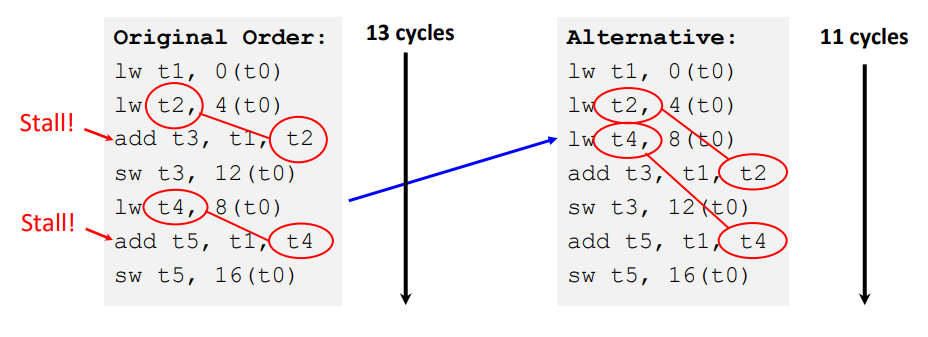 Original Order:
lw t1, 0(t0)
lw t2, 4(t0)
add t3, t1, t2
sw t3, 12(t0)
lw t4, 8(t0)
add t5, t1, t4
sw t5, 16(t0)
Stall!
Stall!
13 cycles
Alternative:
lw t1, 0(t0)
lw t2, 4(t0)
lw t4, 8(t0)
add t3, t1, t2
sw t3, 12(t0)
add t5, t1, t4
sw t5, 16(t0)
11 cycles